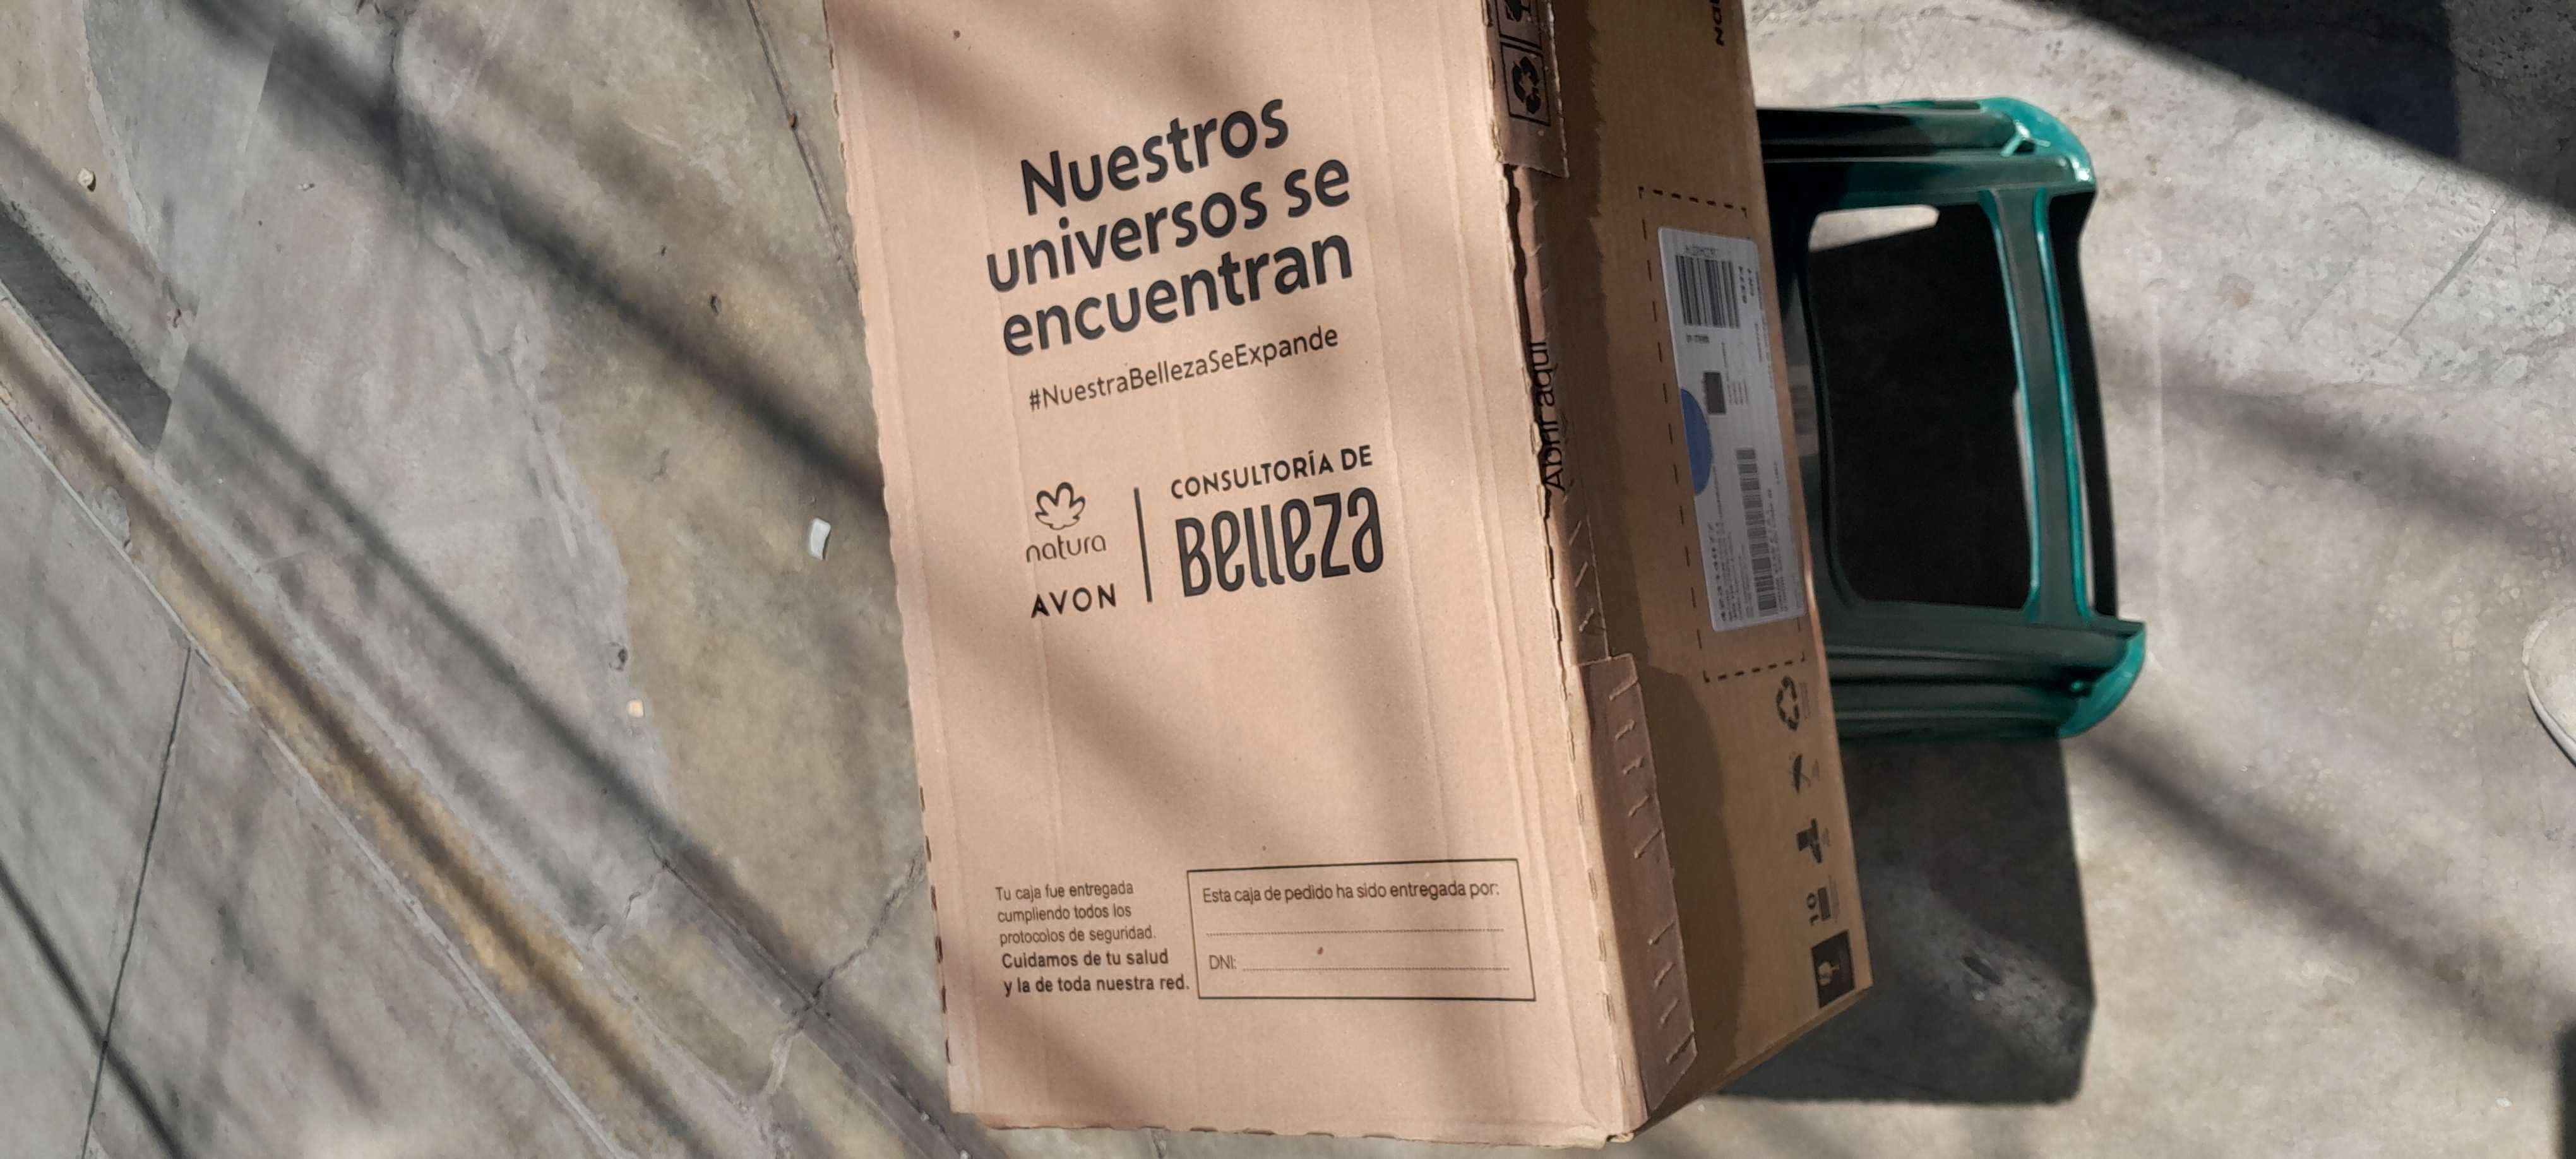 Nuestros
universos se
encuentran
#NuestraBellezaSeExpande
natura
AVON
CONSULTORÍA DE
Belleza
Tu caja fue entregada
cumpliendo todos los
protocolos de seguridad.
Cuidamos de tu salud
y la de toda nuestra red.
Esta caja de pedido ha sido entregada por:
DNI:
Abrir aquí
10